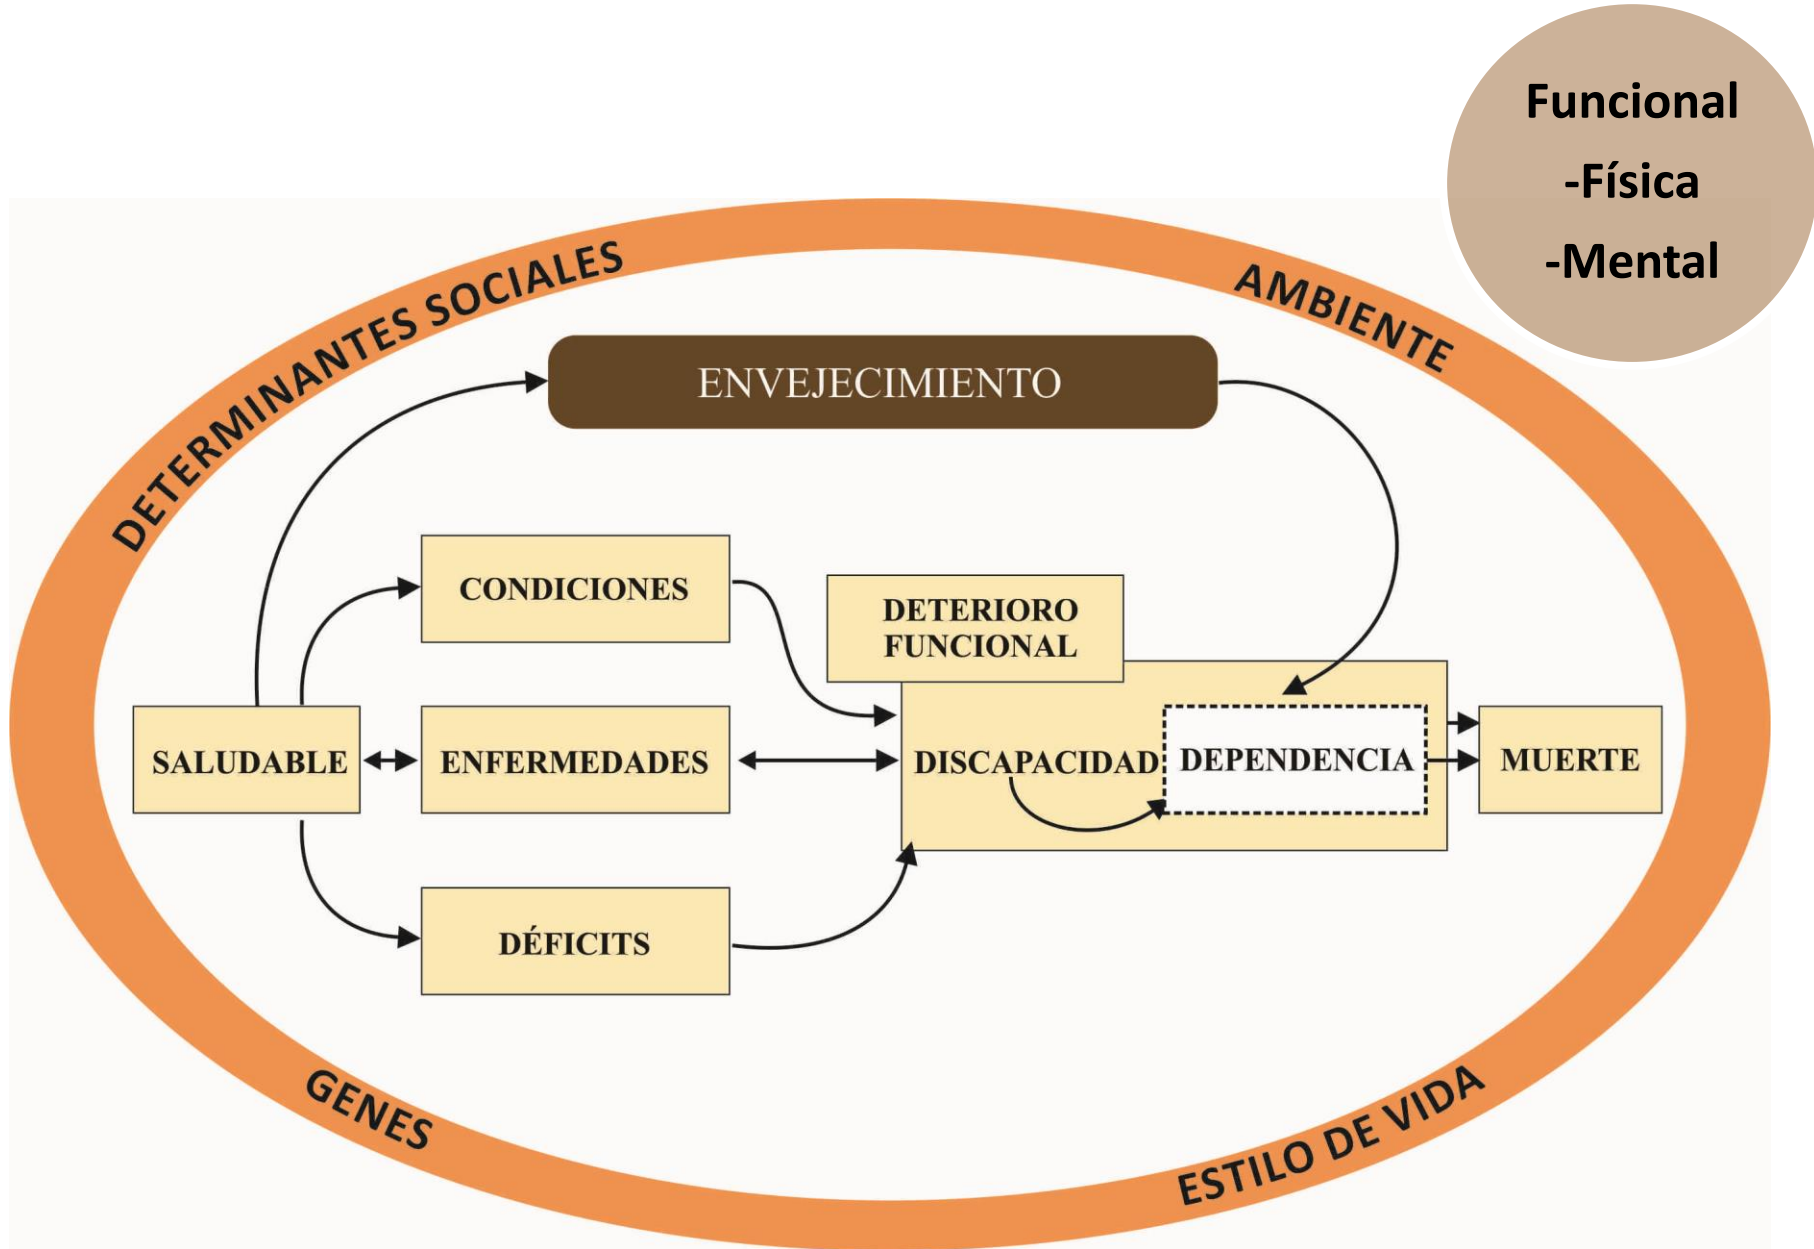 Funcional
-Física
-Mental
DETERMINANTES SOCIALES
AMBIENTE
ENVEJECIMIENTO
CONDICIONES
DETERIORO
FUNCIONAL
SALUDABLE
ENFERMEDADES
DISCAPACIDAD
DEPENDENCIA
MUERTE
DÉFICITS
GENES
ESTILO DE VIDA